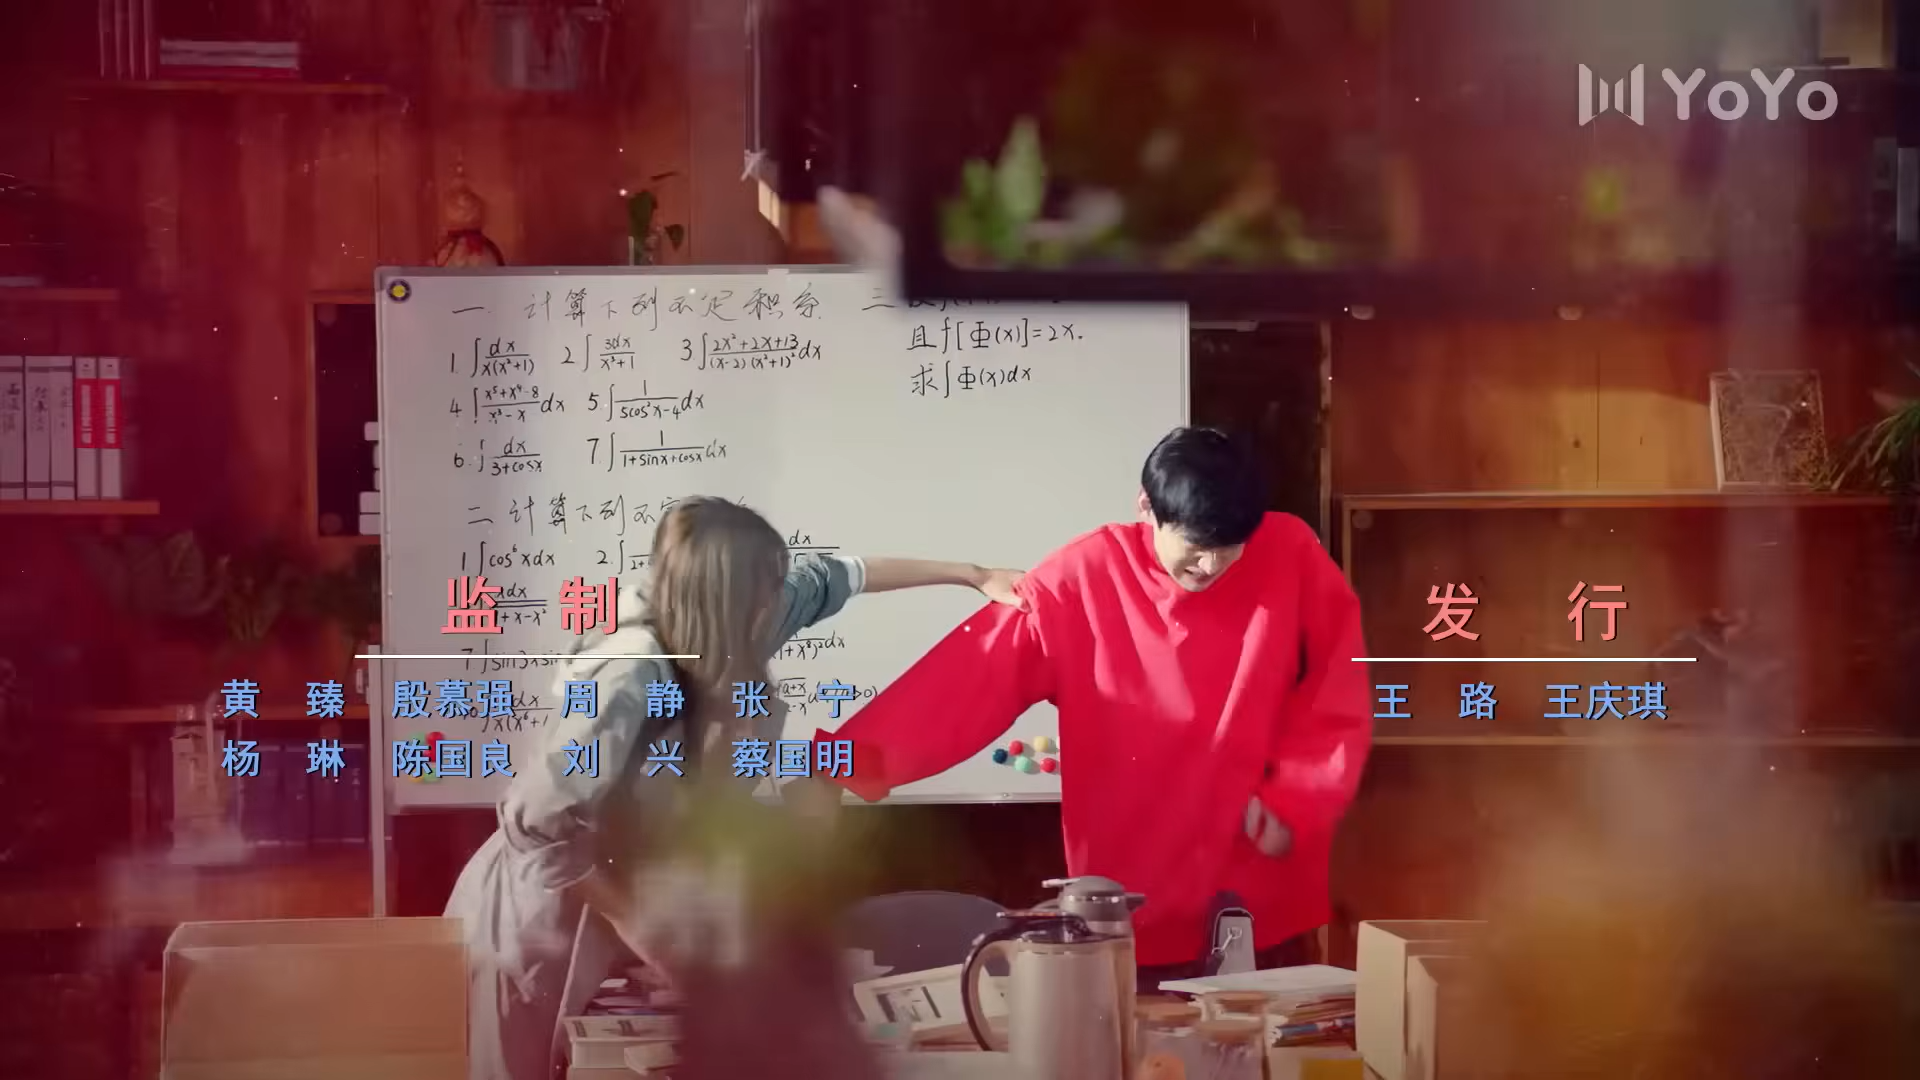 YoYo
一. 计算下列不定积分
1. ∫dx/x(x²+1) 2 ∫3dx/x³+1 3 ∫2x²+2x+13/(x-2)(x²+1)²dx
4 ∫x⁵+x⁴-8/x³-x dx 5. ∫1/5cos²x-4 dx
6. ∫dx/3+cosx 7. ∫1/1+sinx+cosx dx
三
且f[Φ(x)]=2x.
求∫Φ(x)dx
二 计算下列不定
1 ∫cos⁶xdx 2. ∫
监 制
黄 臻 殷慕强 周 静 张 宁
杨 琳 陈国良 刘 兴 蔡国明
发 行
王 路 王庆琪